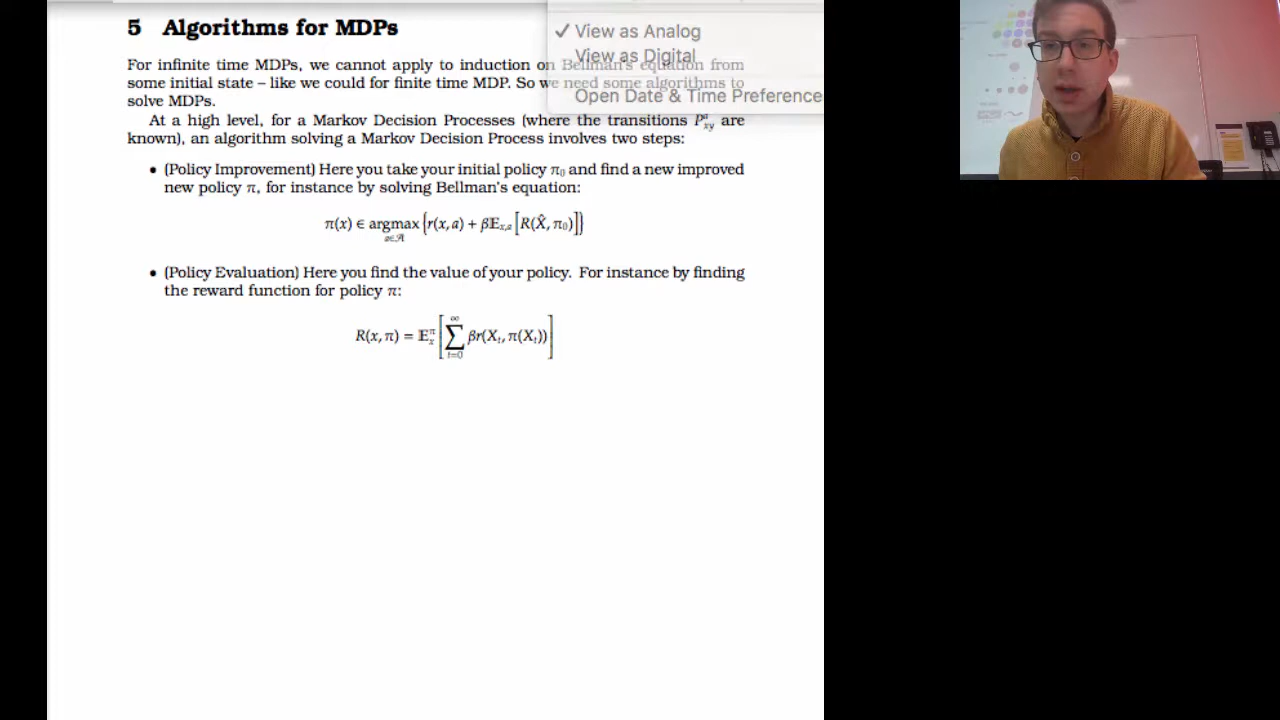 5 Algorithms for MDPs
✓ View as Analog
View as Digital
Open Date & Time Preference
For infinite time MDPs, we cannot apply to induction on Bellman's equation from
some initial state – like we could for finite time MDP. So we need some algorithms to
solve MDPs.
At a high level, for a Markov Decision Processes (where the transitions P^a_{xy} are
known), an algorithm solving a Markov Decision Process involves two steps:
• (Policy Improvement) Here you take your initial policy π₀ and find a new improved
new policy π, for instance by solving Bellman's equation:
π(x) ∈ argmax_{a∈𝒜} {r(x, a) + β𝔼_{x,a} [R(X̂, π₀)]}
• (Policy Evaluation) Here you find the value of your policy. For instance by finding
the reward function for policy π:
R(x, π) = 𝔼^π_x [∑_{t=0}^∞ βr(X_t, π(X_t))]